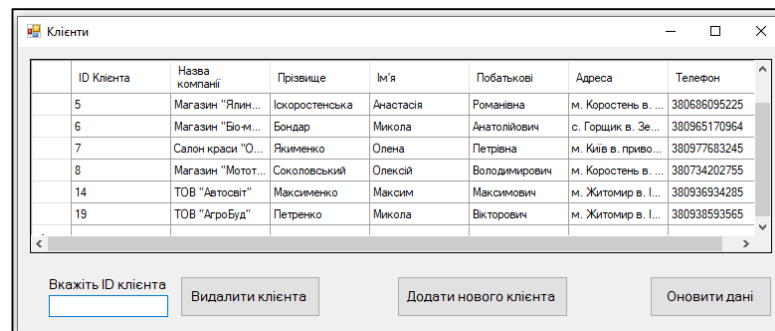 Клієнти
ID Клієнта Назва компанії Прізвище Ім'я Побатькові Адреса Телефон
5 Магазин "Ялин... Іскоростенська Анастасія Романівна м. Коростень в. ... 380686095225
6 Магазин "Біо-м... Бондар Микола Анатолійович с. Горщик в. Зе... 380965170964
7 Салон краси "О... Якименко Олена Петрівна м. Київ в. приво... 380977683245
8 Магазин "Мотот... Соколовський Олексій Володимирович м. Коростень в. ... 380734202755
14 ТОВ "Автосвіт" Максименко Максим Максимович м. Житомир в. І... 380936934285
19 ТОВ "АгроБуд" Петренко Микола Вікторович м. Житомир в. І... 380938593565
Вкажіть ID клієнта
Видалити клієнта Додати нового клієнта Оновити дані